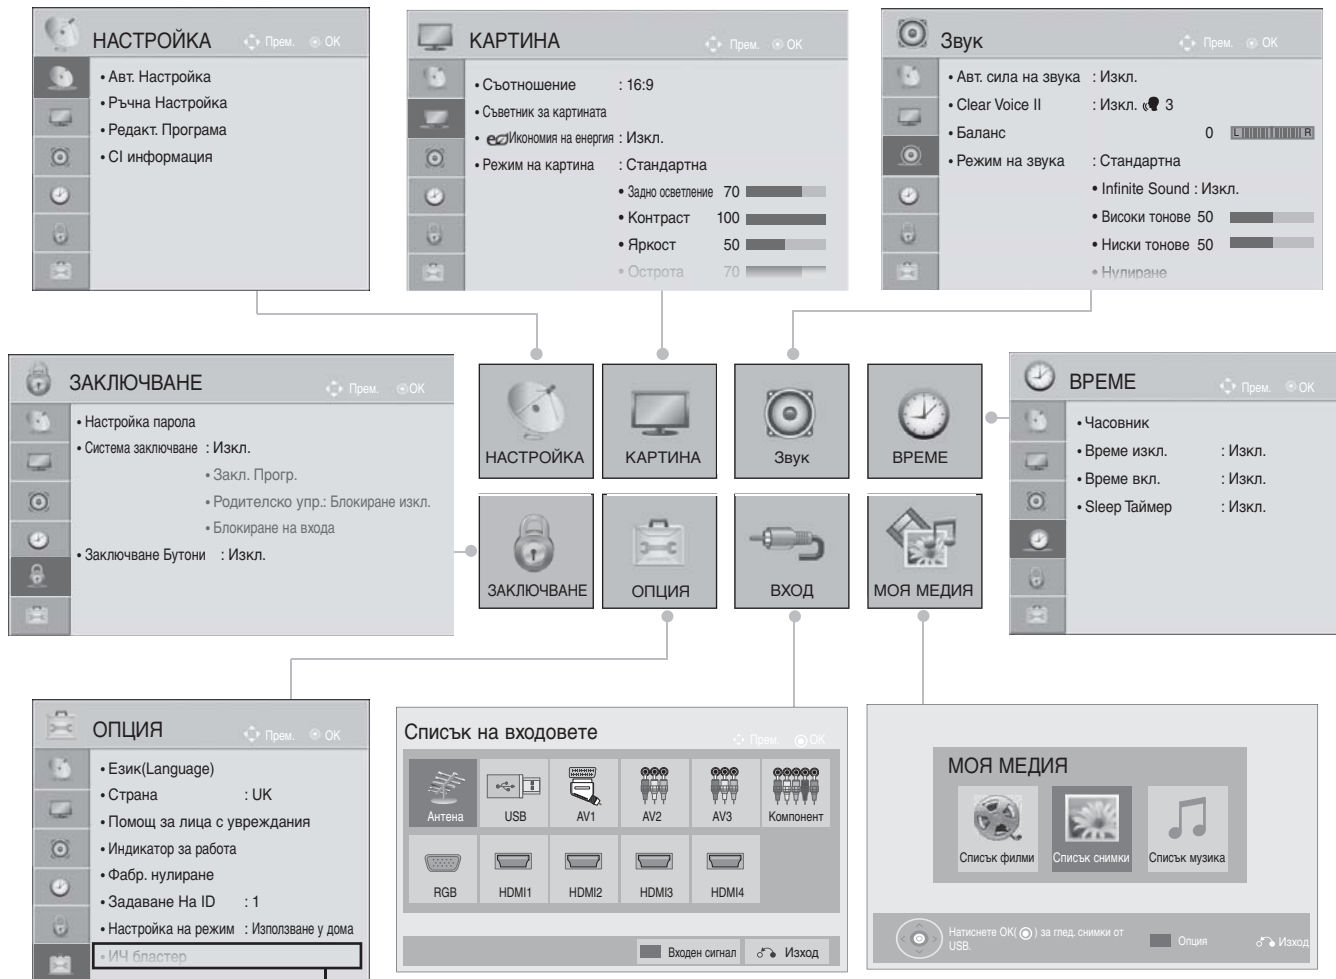 НАСТРОЙКА Прем. OK
• Авт. Настройка
• Ръчна Настройка
• Редакт. Програма
• CI информация
КАРТИНА Прем. OK
• Съотношение : 16:9
• Съветник за картината
• eco Икономия на енергия : Изкл.
• Режим на картина : Стандартна
• Задно осветление 70
• Контраст 100
• Яркост 50
• Острота 70
Звук Прем. OK
• Авт. сила на звука : Изкл.
• Clear Voice II : Изкл. 3
• Баланс 0 L R
• Режим на звука : Стандартна
• Infinite Sound : Изкл.
• Високи тонове 50
• Ниски тонове 50
• Нулиране
ЗАКЛЮЧВАНЕ Прем. OK
• Настройка парола
• Система заключване : Изкл.
• Закл. Прогр.
• Родителско упр.: Блокиране изкл.
• Блокиране на входа
• Заключване Бутони : Изкл.
НАСТРОЙКА
КАРТИНА
Звук
ВРЕМЕ
ЗАКЛЮЧВАНЕ
ОПЦИЯ
ВХОД
МОЯ МЕДИЯ
ВРЕМЕ Прем. OK
• Часовник
• Време изкл. : Изкл.
• Време вкл. : Изкл.
• Sleep Таймер : Изкл.
ОПЦИЯ Прем. OK
• Език(Language)
• Страна : UK
• Помощ за лица с увреждания
• Индикатор за работа
• Фабр. нулиране
• Задаване На ID : 1
• Настройка на режим : Използване у дома
• ИЧ бластер
Списък на входовете Прем. OK
Антена USB AV1 AV2 AV3 Компонент
RGB HDMI1 HDMI2 HDMI3 HDMI4
Входен сигнал Изход
МОЯ МЕДИЯ
Списък филми Списък снимки Списък музика
Натиснете OK( ) за глед. снимки от
USB.
Опция Изход